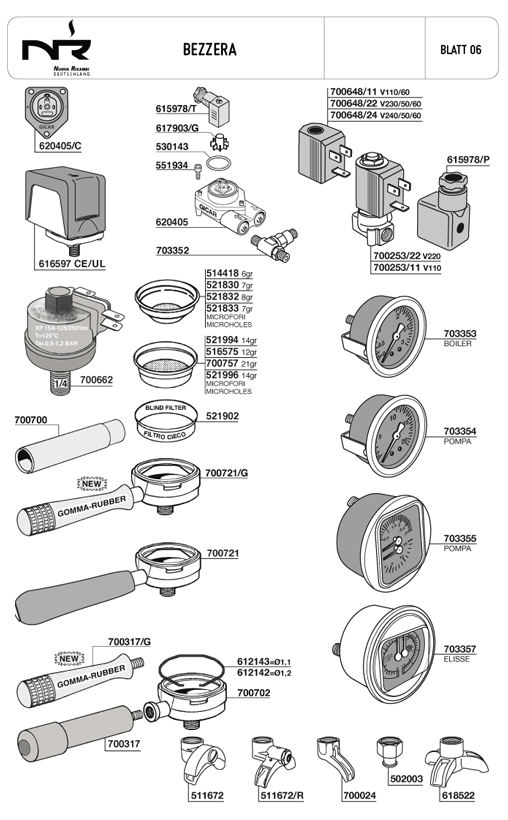 NR
NUOVA RICAMBI
DEUTSCHLAND
BEZZERA
BLATT 06
GICAR
620405/C
616597 CE/UL
615978/T
617903/G
530143
551934
GICAR
620405
703352
700648/11 V110/60
700648/22 V230/50/60
700648/24 V240/50/60
615978/P
700253/22 V220
700253/11 V110
XP 15A-125/250Vac
T=125°C
Tar 0,5-1,2 BAR
1/4
700662
514418 6gr
521830 7gr
521832 8gr
521833 7gr
MICROFORI
MICROHOLES
521994 14gr
516575 12gr
700757 21gr
521996 14gr
MICROFORI
MICROHOLES
BLIND FILTER
FILTRO CIECO
521902
703353
BOILER
703354
POMPA
703355
POMPA
703357
ELISSE
700700
NEW
GOMMA-RUBBER
700721/G
700721
700317/G
NEW
GOMMA-RUBBER
612143=Ø1,1
612142=Ø1,2
700702
700317
511672
511672/R
700024
502003
618522